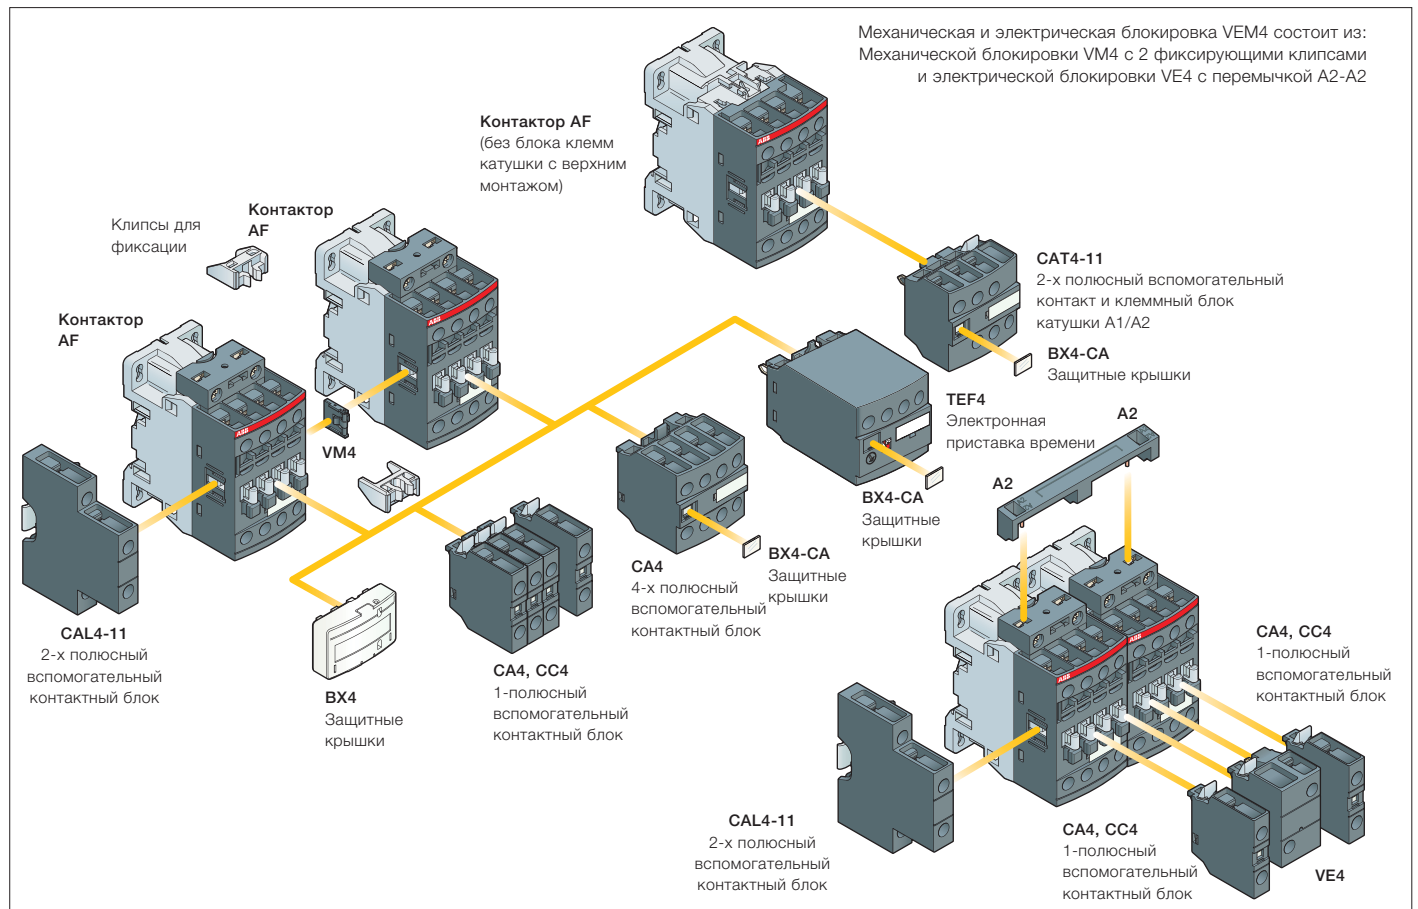 Механическая и электрическая блокировка VEM4 состоит из:
Механической блокировки VM4 с 2 фиксирующими клипсами
и электрической блокировки VE4 с перемычкой A2-A2
Контактор AF
(без блока клемм
катушки с верхним
монтажом)
ABB
Клипсы для
фиксации
Контактор
AF
ABB
Контактор
AF
ABB
VM4
CAT4-11
2-х полюсный вспомогательный
контакт и клеммный блок
катушки A1/A2
BX4-CA
Защитные крышки
TEF4
Электронная
приставка времени
BX4-CA
Защитные
крышки
A2
A2
CA4
4-х полюсный
вспомогательный
контактный блок
BX4-CA
Защитные
крышки
CAL4-11
2-х полюсный
вспомогательный
контактный блок
BX4
Защитные
крышки
CA4, CC4
1-полюсный
вспомогательный
контактный блок
ABB
ABB
CA4, CC4
1-полюсный
вспомогательный
контактный блок
CAL4-11
2-х полюсный
вспомогательный
контактный блок
CA4, CC4
1-полюсный
вспомогательный
контактный блок
VE4